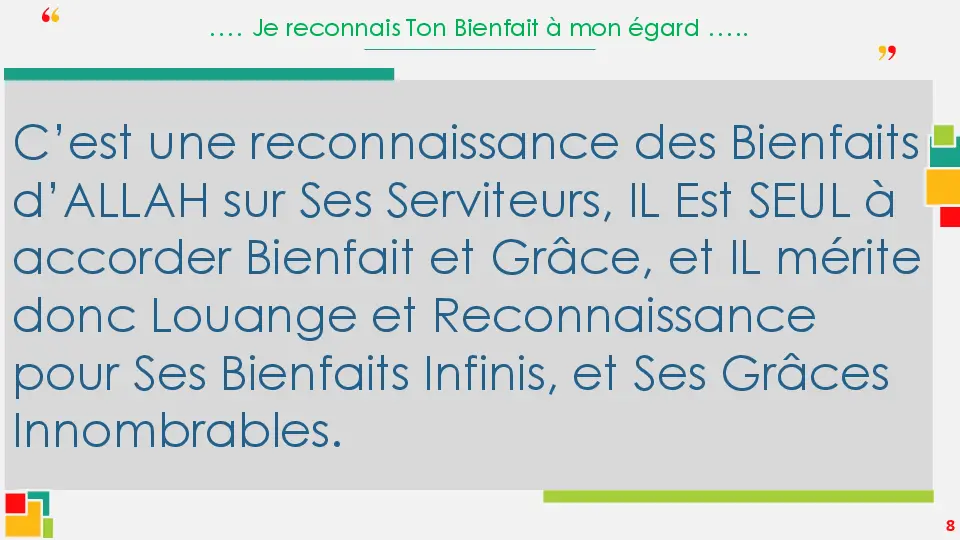 “
…. Je reconnais Ton Bienfait à mon égard …..
”
C’est une reconnaissance des Bienfaits
d’ALLAH sur Ses Serviteurs, IL Est SEUL à
accorder Bienfait et Grâce, et IL mérite
donc Louange et Reconnaissance
pour Ses Bienfaits Infinis, et Ses Grâces
Innombrables.
8